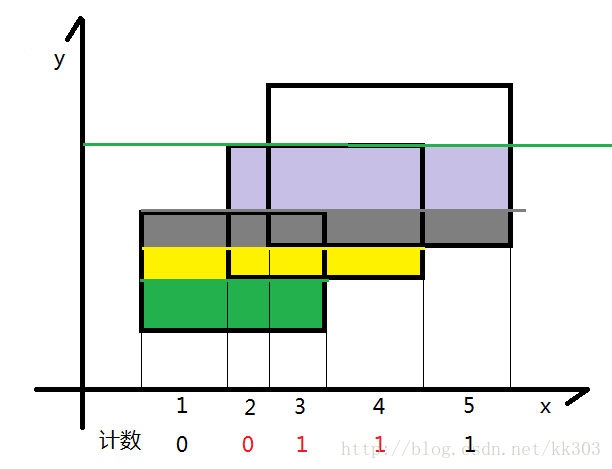 y
1 2 3 4 5 x
计数 0 0 1 1 1
http://blog.csdn.net/kk303